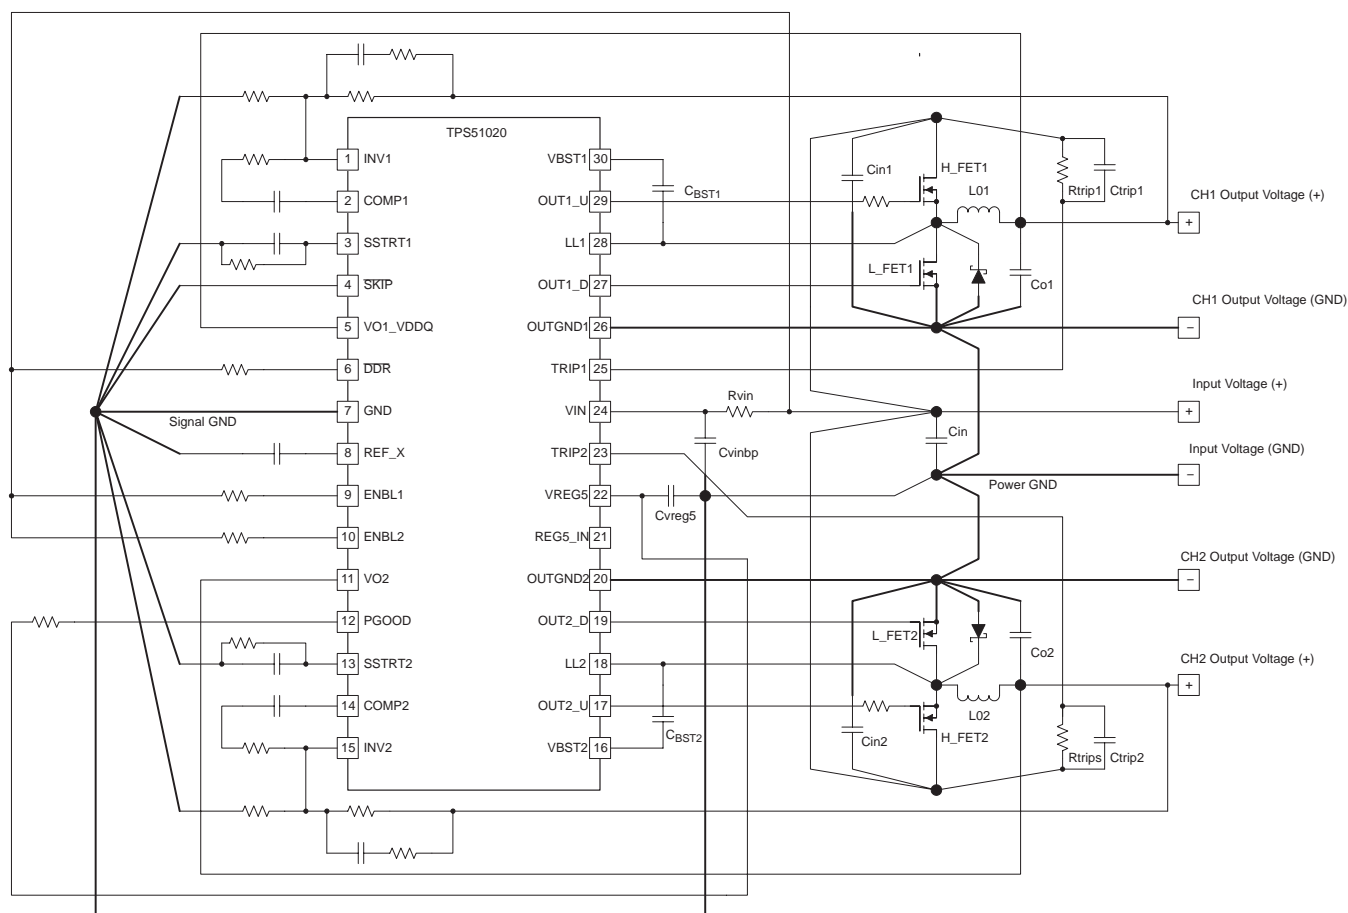 TPS51020
1 INV1
2 COMP1
3 SSTRT1
4 SKIP
5 VO1_VDDQ
6 DDR
7 GND
8 REF_X
9 ENBL1
10 ENBL2
11 VO2
12 PGOOD
13 SSTRT2
14 COMP2
15 INV2
Signal GND
VBST1 30
OUT1_U 29
LL1 28
OUT1_D 27
OUTGND1 26
TRIP1 25
VIN 24
TRIP2 23
VREG5 22
REG5_IN 21
OUTGND2 20
OUT2_D 19
LL2 18
OUT2_U 17
VBST2 16
CBST1
Cin1
H_FET1
L01
L_FET1
Co1
Rtrip1
Ctrip1
Rvin
Cvinbp
Cvreg5
Cin
Power GND
L_FET2
Co2
L02
H_FET2
Cin2
CBST2
Rtrips
Ctrip2
CH1 Output Voltage (+)
+
CH1 Output Voltage (GND)
−
Input Voltage (+)
+
Input Voltage (GND)
−
CH2 Output Voltage (GND)
−
CH2 Output Voltage (+)
+